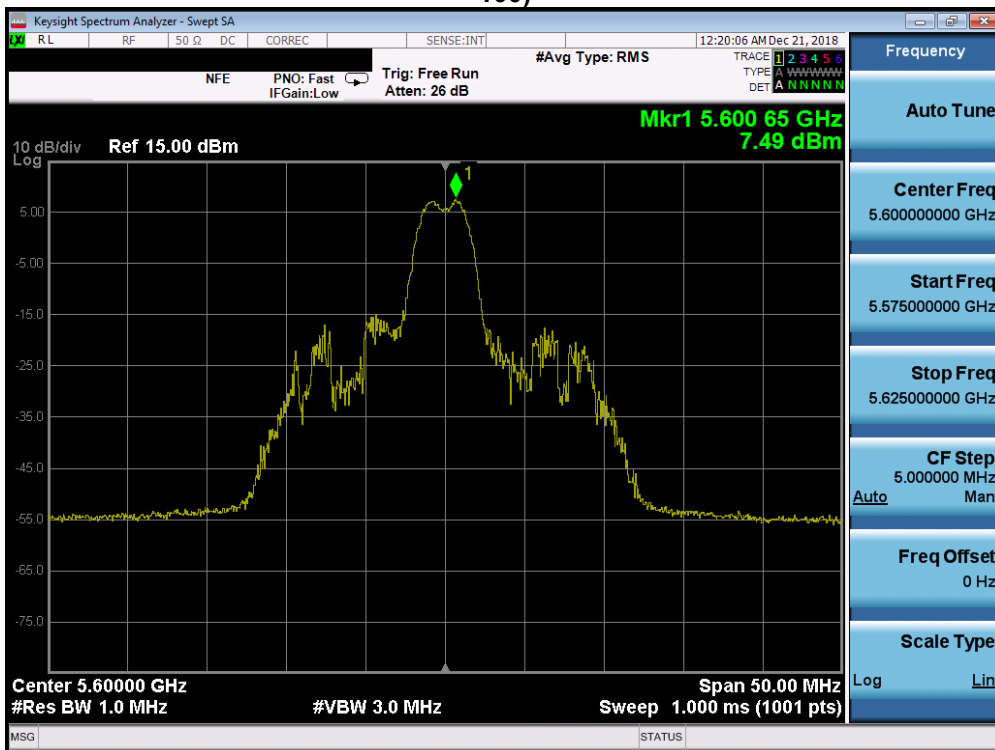 100)
Keysight Spectrum Analyzer - Swept SA
LXI RL RF 50 Ω DC CORREC SENSE:INT 12:20:06 AM Dec 21, 2018
NFE PNO: Fast Trig: Free Run #Avg Type: RMS TRACE 1 2 3 4 5 6
IFGain:Low Atten: 26 dB TYPE A WWWWW
DET A N N N N N
Mkr1 5.600 65 GHz
7.49 dBm
10 dB/div Ref 15.00 dBm
Log
1
5.00
-5.00
-15.0
-25.0
-35.0
-45.0
-55.0
-65.0
-75.0
Center 5.60000 GHz Span 50.00 MHz
#Res BW 1.0 MHz #VBW 3.0 MHz Sweep 1.000 ms (1001 pts)
MSG STATUS
Frequency
Auto Tune
Center Freq
5.600000000 GHz
Start Freq
5.575000000 GHz
Stop Freq
5.625000000 GHz
CF Step
5.000000 MHz
Auto Man
Freq Offset
0 Hz
Scale Type
Log Lin